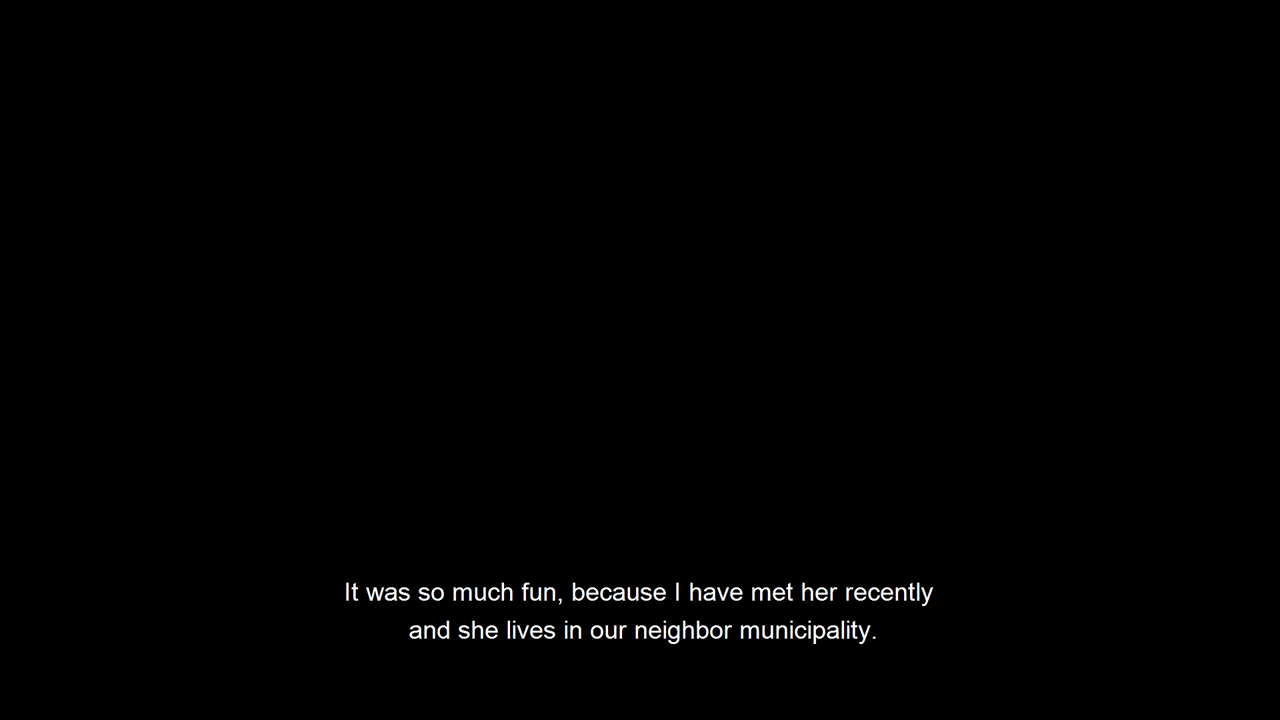 It was so much fun, because I have met her recently
and she lives in our neighbor municipality.